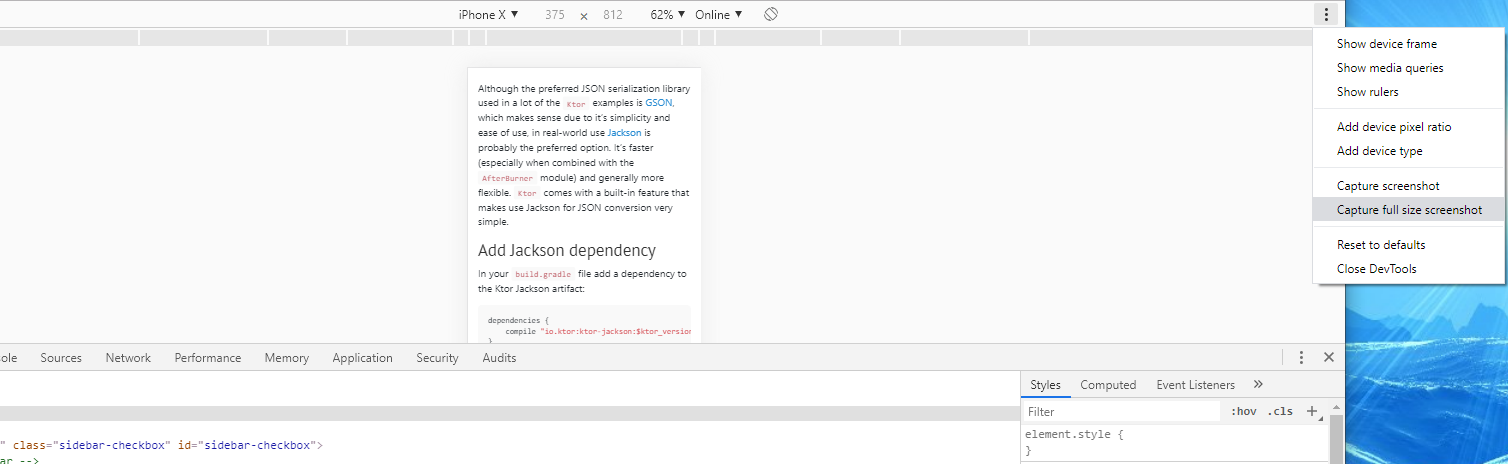 iPhone X ▼ 375 × 812 62% ▼ Online ▼
Show device frame
Show media queries
Show rulers
Add device pixel ratio
Add device type
Capture screenshot
Capture full size screenshot
Reset to defaults
Close DevTools
Although the preferred JSON serialization library
used in a lot of the Ktor examples is GSON,
which makes sense due to it's simplicity and
ease of use, in real-world use Jackson is
probably the preferred option. It's faster
(especially when combined with the
AfterBurner module) and generally more
flexible. Ktor comes with a built-in feature that
makes use Jackson for JSON conversion very
simple.
Add Jackson dependency
In your build.gradle file add a dependency to
the Ktor Jackson artifact:
dependencies {
compile "io.ktor:ktor-jackson:$ktor_version
}
ole Sources Network Performance Memory Application Security Audits
Styles Computed Event Listeners »
Filter :hov .cls +
element.style {
}
" class="sidebar-checkbox" id="sidebar-checkbox">
ar -->